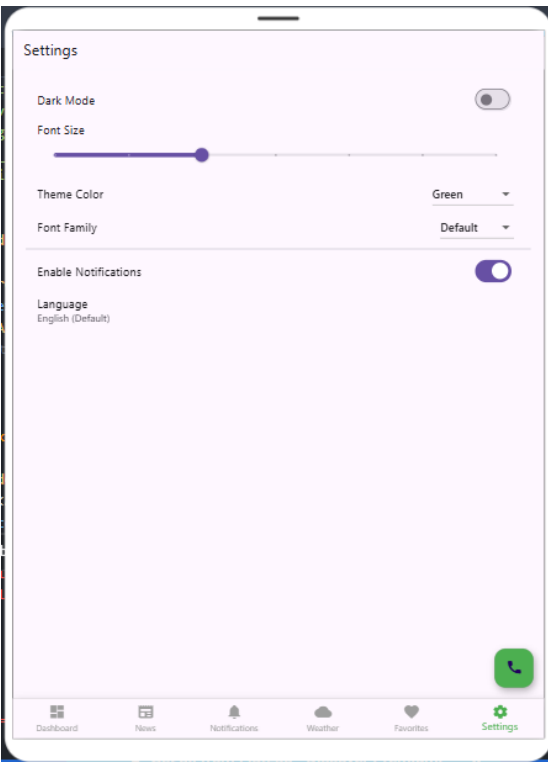 Settings
Dark Mode
Font Size
Theme Color Green
Font Family Default
Enable Notifications
Language
English (Default)
Dashboard News Notifications Weather Favorites Settings